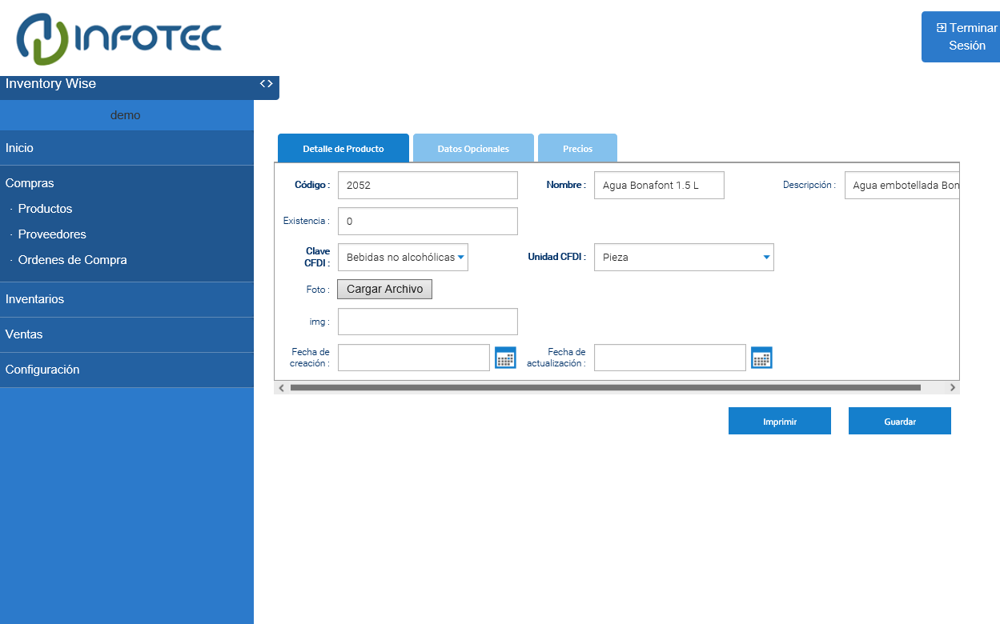 INFOTEC
Terminar
Sesión
Inventory Wise
demo
Inicio
Compras
· Productos
· Proveedores
· Ordenes de Compra
Inventarios
Ventas
Configuración
Detalle de Producto Datos Opcionales Precios
Código : 2052 Nombre : Agua Bonafont 1.5 L Descripción : Agua embotellada Bon
Existencia : 0
Clave
CFDI : Bebidas no alcohólicas Unidad CFDI : Pieza
Foto : Cargar Archivo
img :
Fecha de
creación :
Fecha de
actualización :
Imprimir Guardar